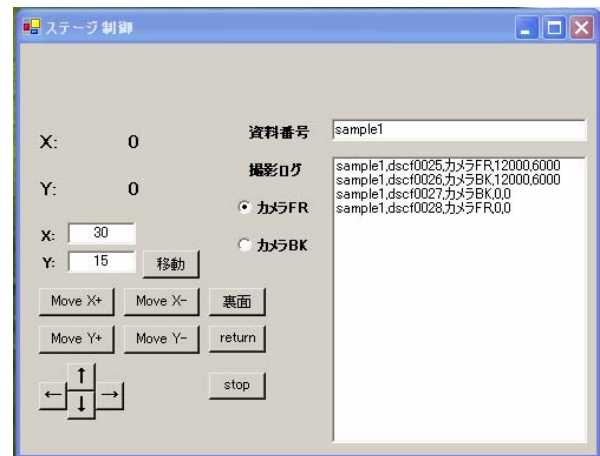 ステージ制御
X: 0
Y: 0
X: 30
Y: 15
移動
Move X+ Move X- 裏面
Move Y+ Move Y- return
↑
← →
↓
stop
資料番号 sample1
撮影ログ
カメラFR
カメラBK
sample1,dscf0025,カメラFR,12000,6000
sample1,dscf0026,カメラBK,12000,6000
sample1,dscf0027,カメラBK,0,0
sample1,dscf0028,カメラFR,0,0